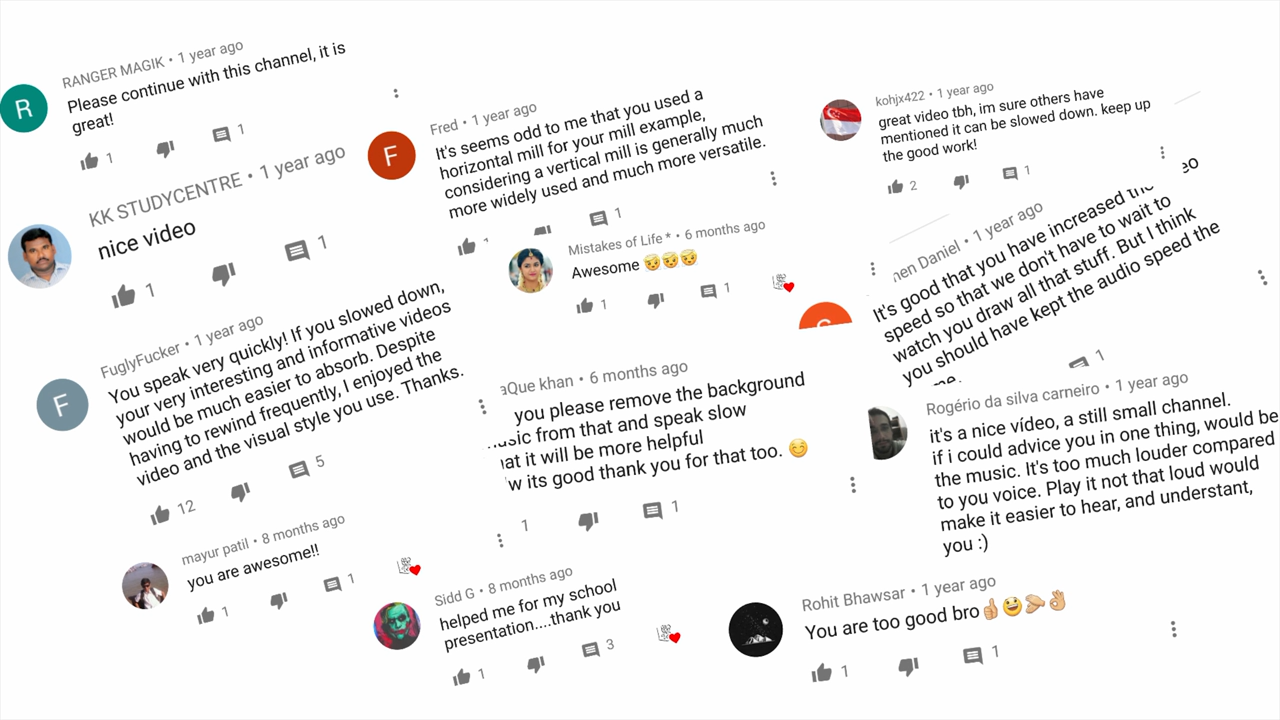 RANGER MAGIK • 1 year ago
Please continue with this channel, it is
great!
1
1
KK STUDYCENTRE • 1 year ago
nice video
1
1
FuglyFucker • 1 year ago
You speak very quickly! If you slowed down,
your very interesting and informative videos
would be much easier to absorb. Despite
having to rewind frequently, I enjoyed the
video and the visual style you use. Thanks.
12
5
mayur patil • 8 months ago
you are awesome!!
1
1
Fred • 1 year ago
It's seems odd to me that you used a
horizontal mill for your mill example,
considering a vertical mill is generally much
more widely used and much more versatile.
1
Mistakes of Life * • 6 months ago
Awesome 😇😇😇
1
1
aQue khan • 6 months ago
you please remove the background
from that and speak slow
it will be more helpful
its good thank you for that too. 😊
1
1
Sidd G • 8 months ago
helped me for my school
presentation....thank you
1
3
kohjx422 • 1 year ago
great video tbh, im sure others have
mentioned it can be slowed down. keep up
the good work!
2
1
Daniel • 1 year ago
It's good that you have increased the
speed so that we don't have to wait to
watch you draw all that stuff. But I think
you should have kept the audio speed the
1
Rogério da silva carneiro • 1 year ago
it's a nice vídeo, a still small channel.
if i could advice you in one thing, would be
the music. It's too much louder compared
to you voice. Play it not that loud would
make it easier to hear, and understant,
you :)
Rohit Bhawsar • 1 year ago
You are too good bro👍😃🫴👌
1
1
R
F
F